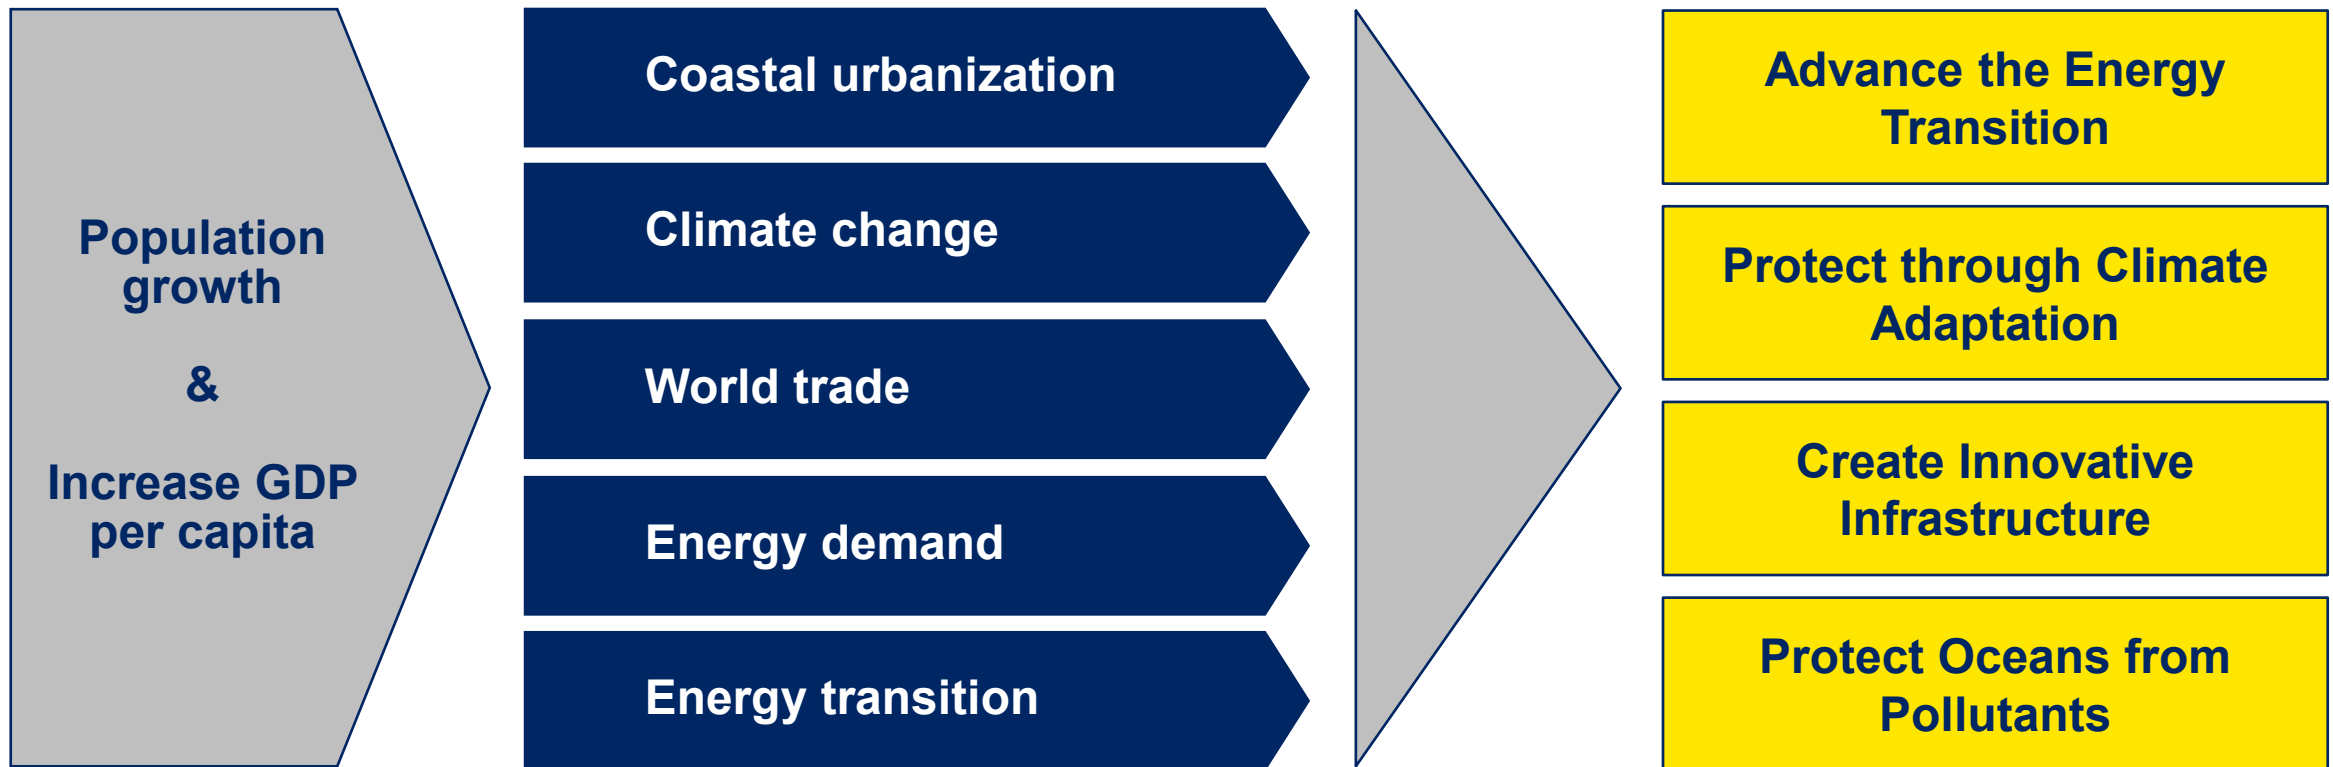 Population
growth
&
Increase GDP
per capita
Coastal urbanization
Climate change
World trade
Energy demand
Energy transition
Advance the Energy
Transition
Protect through Climate
Adaptation
Create Innovative
Infrastructure
Protect Oceans from
Pollutants